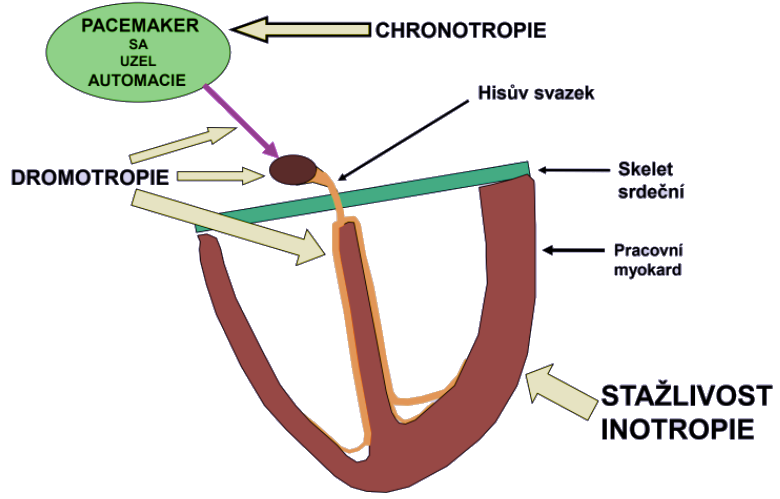 PACEMAKER
SA
UZEL
AUTOMACIE
CHRONOTROPIE
Hisův svazek
DROMOTROPIE
Skelet
srdeční
Pracovní
myokard
STAŽLIVOST
INOTROPIE